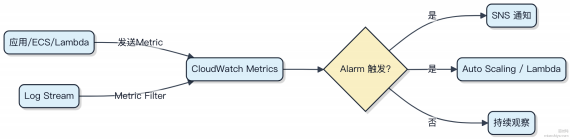 应用/ECS/Lambda
发送Metric
Log Stream
Metric Filter
CloudWatch Metrics
Alarm 触发?
是
SNS 通知
是
Auto Scaling / Lambda
否
持续观察